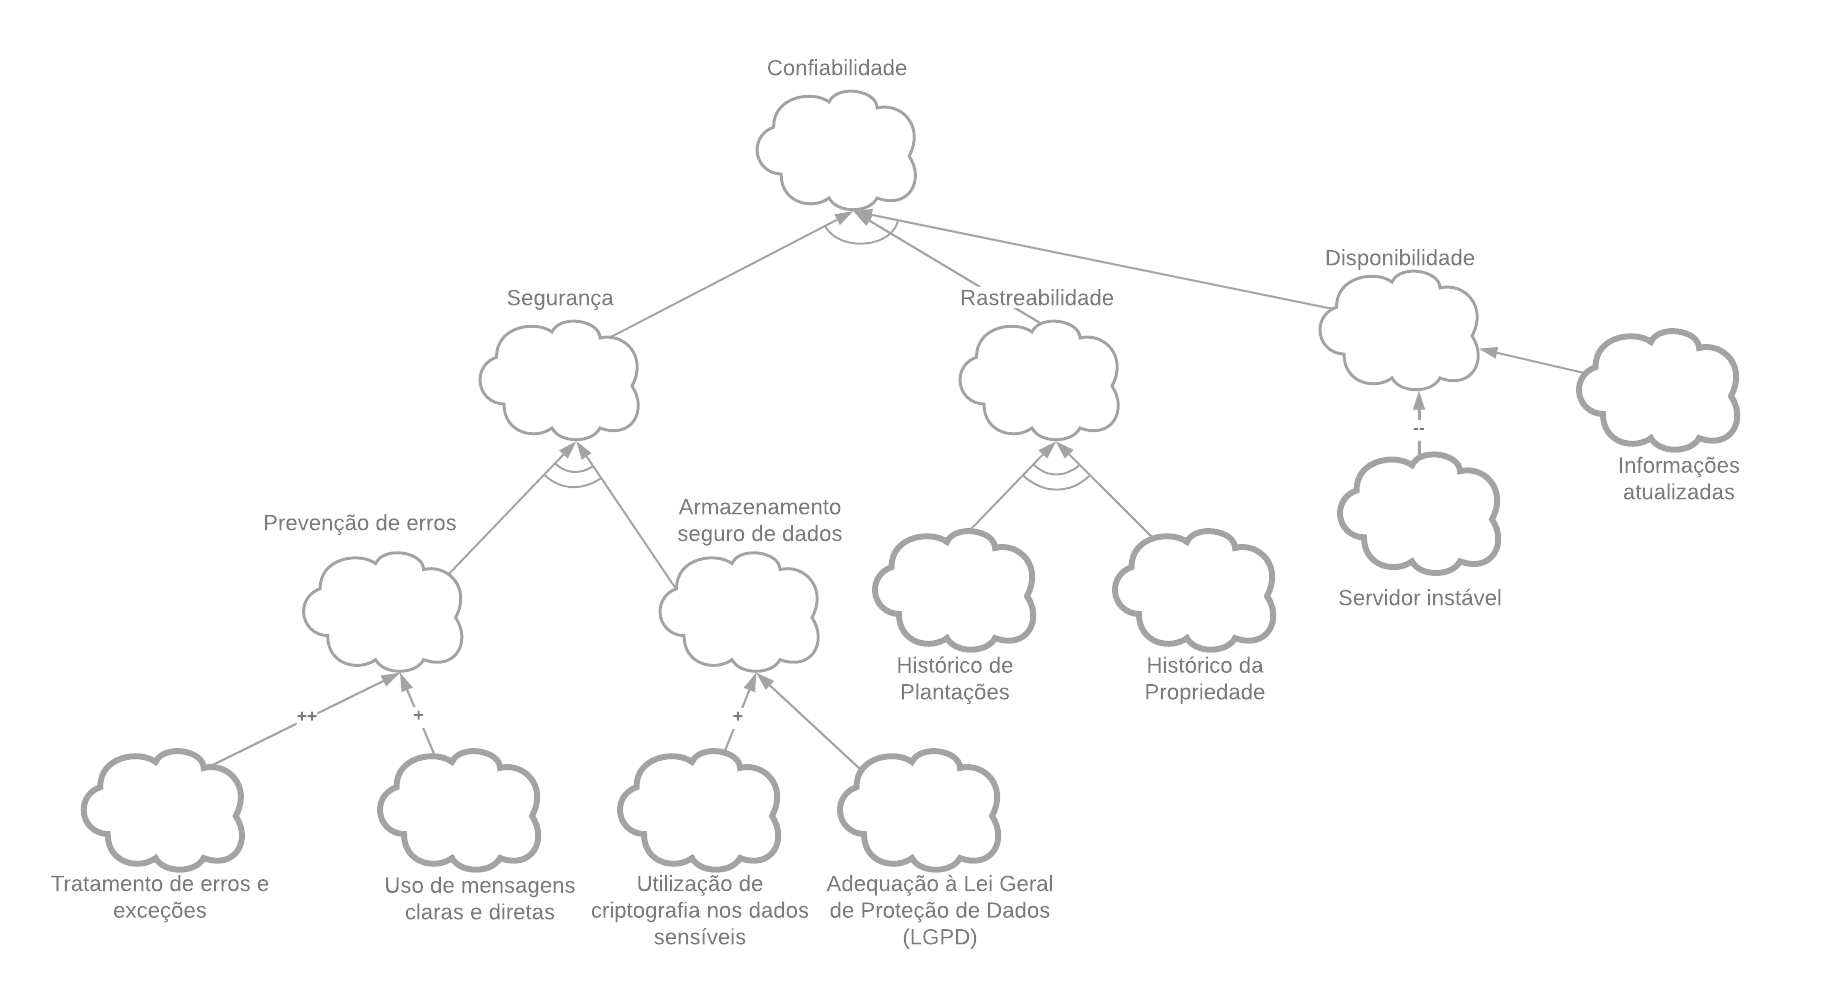 Confiabilidade
Disponibilidade
Segurança
Rastreabilidade
--
Informações
atualizadas
Armazenamento
seguro de dados
Prevenção de erros
Servidor instável
Histórico de
Plantações
Histórico da
Propriedade
++
+
+
Tratamento de erros e
exceções
Uso de mensagens
claras e diretas
Utilização de
criptografia nos dados
sensíveis
Adequação à Lei Geral
de Proteção de Dados
(LGPD)